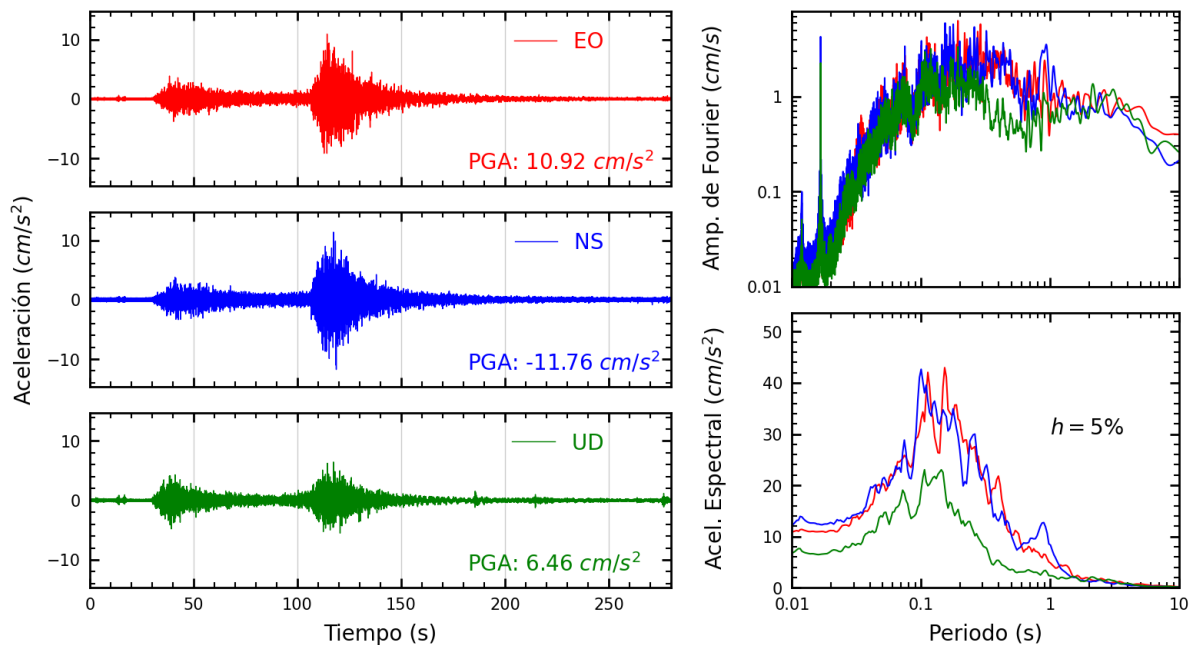 Aceleración (cm/s²)
10
0
−10
EO
PGA: 10.92 cm/s²
10
0
−10
NS
PGA: -11.76 cm/s²
10
0
−10
UD
PGA: 6.46 cm/s²
0 50 100 150 200 250
Tiempo (s)
Amp. de Fourier (cm/s)
1
0.1
0.01
Acel. Espectral (cm/s²)
50
40
30
20
10
0
h = 5%
0.01 0.1 1 10
Periodo (s)